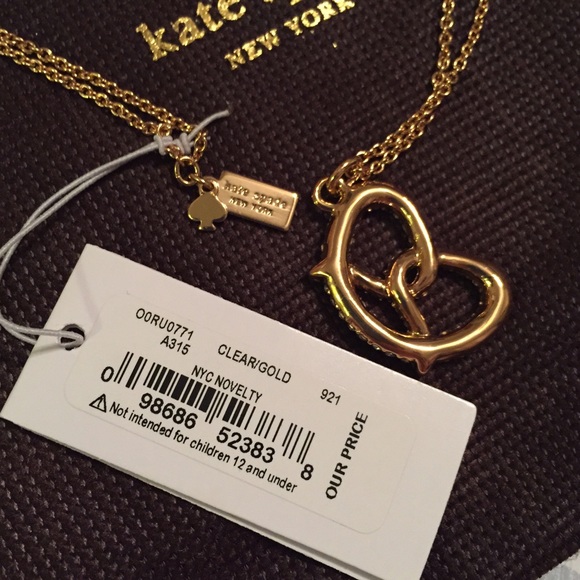 kate
NEW YORK
kate spade
NEW YORK
O0RU0771
A315
CLEAR/GOLD
921
NYC NOVELTY
0 98686 52383 8
Not intended for children 12 and under
OUR PRICE